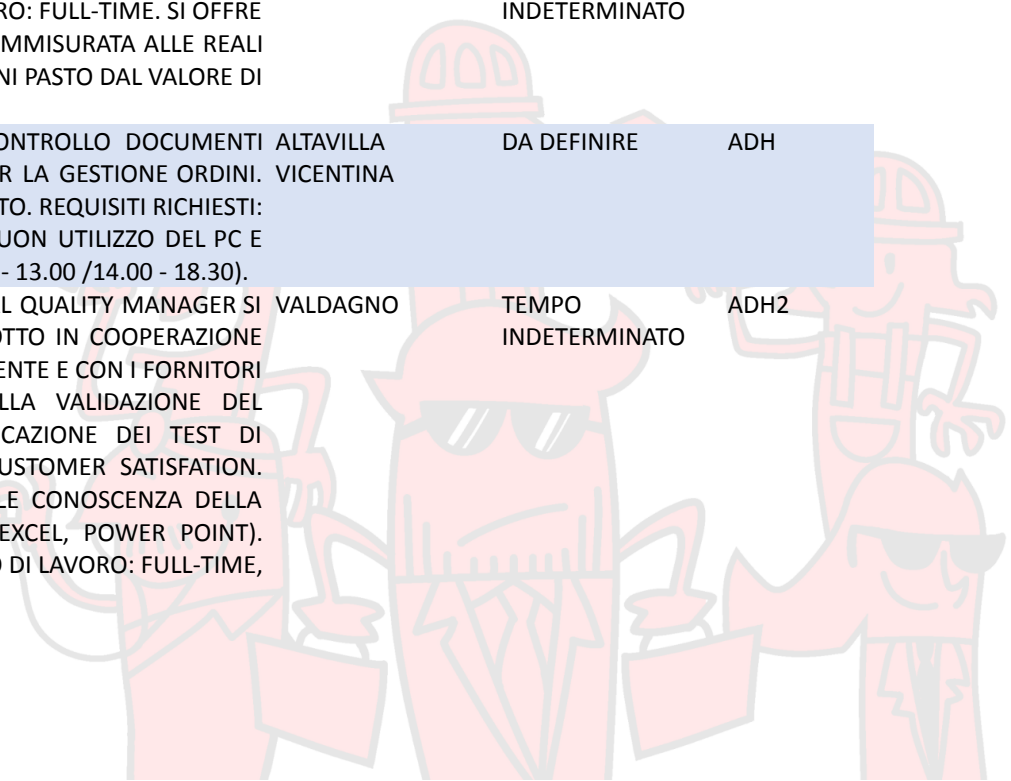 RO: FULL-TIME. SI OFFRE INDETERMINATO
MMISURATA ALLE REALI
NI PASTO DAL VALORE DI
ONTROLLO DOCUMENTI ALTAVILLA DA DEFINIRE ADH
R LA GESTIONE ORDINI. VICENTINA
TO. REQUISITI RICHIESTI:
UON UTILIZZO DEL PC E
- 13.00 /14.00 - 18.30).
L QUALITY MANAGER SI VALDAGNO TEMPO ADH2
OTTO IN COOPERAZIONE INDETERMINATO
ENTE E CON I FORNITORI
LLA VALIDAZIONE DEL
CAZIONE DEI TEST DI
USTOMER SATISFATION.
LE CONOSCENZA DELLA
EXCEL, POWER POINT).
O DI LAVORO: FULL-TIME,